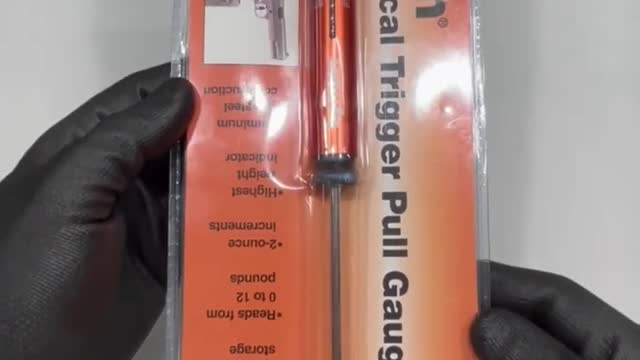 n®
cal Trigger Pull Gaug
storage
•Reads from
0 to 12
pounds
•2-ounce
increments
•Highest
weight
indicator
aluminum
steel
construction